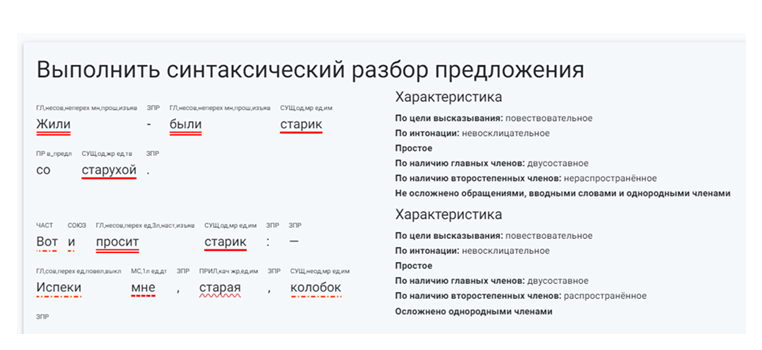 Выполнить синтаксический разбор предложения
ГЛ,несов,неперех мн,прош,изъяв ЗПР ГЛ,несов,неперех мн,прош,изъяв СУЩ,од,мр ед,им
Жили - были старик
ПР в_предл СУЩ,од,жр ед,тв ЗПР
со старухой .
Характеристика
По цели высказывания: повествовательное
По интонации: невосклицательное
Простое
По наличию главных членов: двусоставное
По наличию второстепенных членов: нераспространённое
Не осложнено обращениями, вводными словами и однородными членами
ЧАСТ СОЮЗ ГЛ,несов,перех ед,3л,наст,изъяв СУЩ,од,мр ед,им ЗПР ЗПР
Вот и просит старик : —
ГЛ,сов,перех ед,повел,выкл МС,1л ед,дт ЗПР ПРИЛ,кач жр,ед,им ЗПР СУЩ,неод,мр ед,им
Испеки мне , старая , колобок
ЗПР
Характеристика
По цели высказывания: повествовательное
По интонации: невосклицательное
Простое
По наличию главных членов: двусоставное
По наличию второстепенных членов: распространённое
Осложнено однородными членами